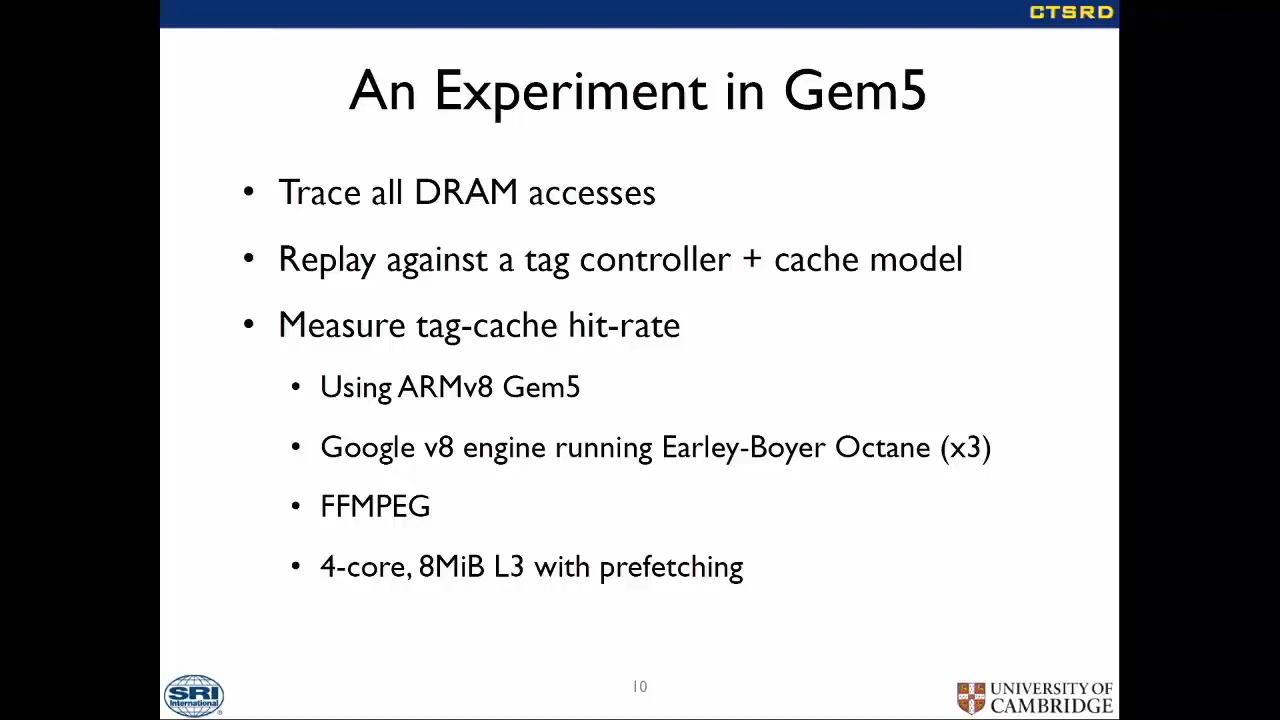 CTSRD
An Experiment in Gem5
• Trace all DRAM accesses
• Replay against a tag controller + cache model
• Measure tag-cache hit-rate
• Using ARMv8 Gem5
• Google v8 engine running Earley-Boyer Octane (x3)
• FFMPEG
• 4-core, 8MiB L3 with prefetching
SRI
International®
10
UNIVERSITY OF
CAMBRIDGE